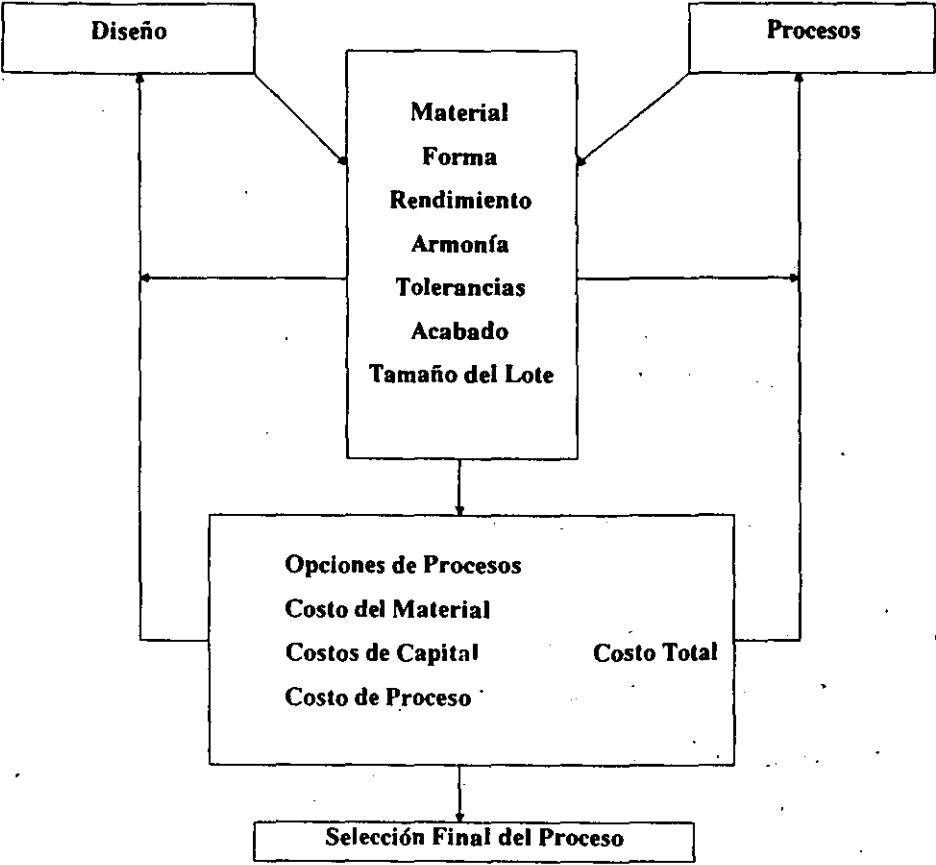 Diseño
Procesos
Material
Forma
Rendimiento
Armonía
Tolerancias
Acabado
Tamaño del Lote
Opciones de Procesos
Costo del Material
Costos de Capital Costo Total
Costo de Proceso
Selección Final del Proceso